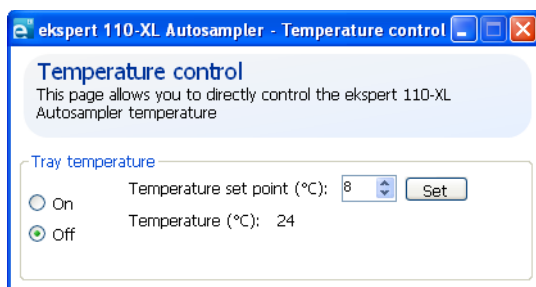 ekspert 110-XL Autosampler - Temperature control
Temperature control
This page allows you to directly control the ekspert 110-XL
Autosampler temperature
Tray temperature
Temperature set point (°C): 8 Set
On
Temperature (°C): 24
Off